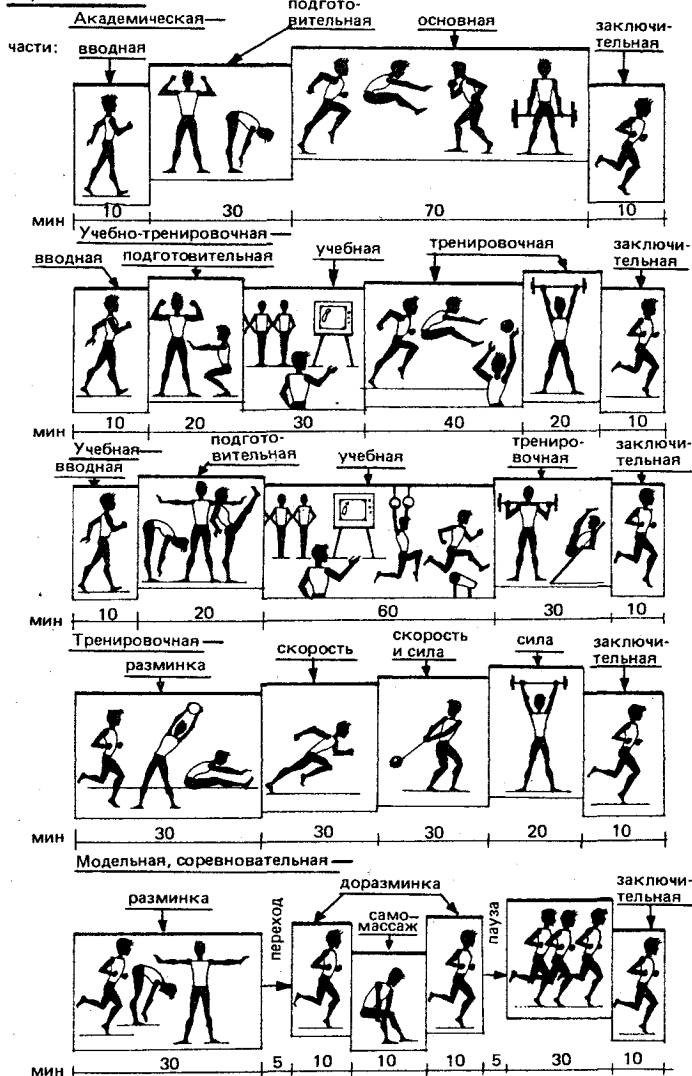 подгото-
вительная
Академическая—
основная
заключи-
тельная
части:
вводная
мин 10 30 70 10
Учебно-тренировочная—
вводная
подготовительная
учебная
тренировочная
заключи-
тельная
мин 10 20 30 40 20 10
Учебная—
вводная
подгото-
вительная
учебная
трениро-
вочная
заключи-
тельная
мин 10 20 60 30 10
Тренировочная—
разминка
скорость
скорость
и сила
сила
заключи-
тельная
мин 30 30 30 20 10
Модельная, соревновательная—
разминка
переход
доразминка
само-
массаж
пауза
заключи-
тельная
мин 30 5 10 10 10 5 30 10